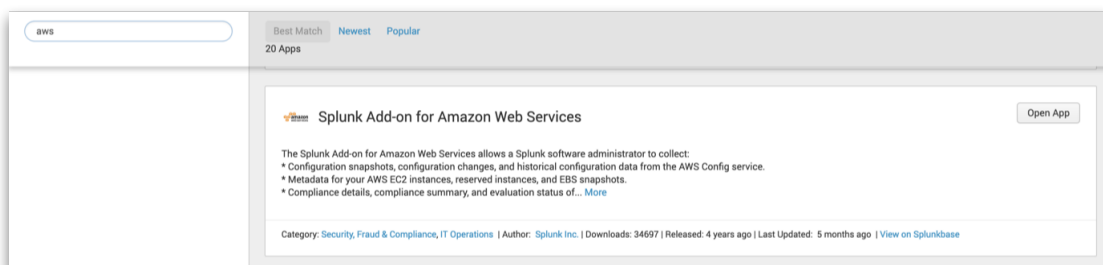 aws
Best Match Newest Popular
20 Apps
Splunk Add-on for Amazon Web Services
Open App
The Splunk Add-on for Amazon Web Services allows a Splunk software administrator to collect:
* Configuration snapshots, configuration changes, and historical configuration data from the AWS Config service.
* Metadata for your AWS EC2 instances, reserved instances, and EBS snapshots.
* Compliance details, compliance summary, and evaluation status of... More
Category: Security, Fraud & Compliance, IT Operations | Author: Splunk Inc. | Downloads: 34697 | Released: 4 years ago | Last Updated: 5 months ago | View on Splunkbase